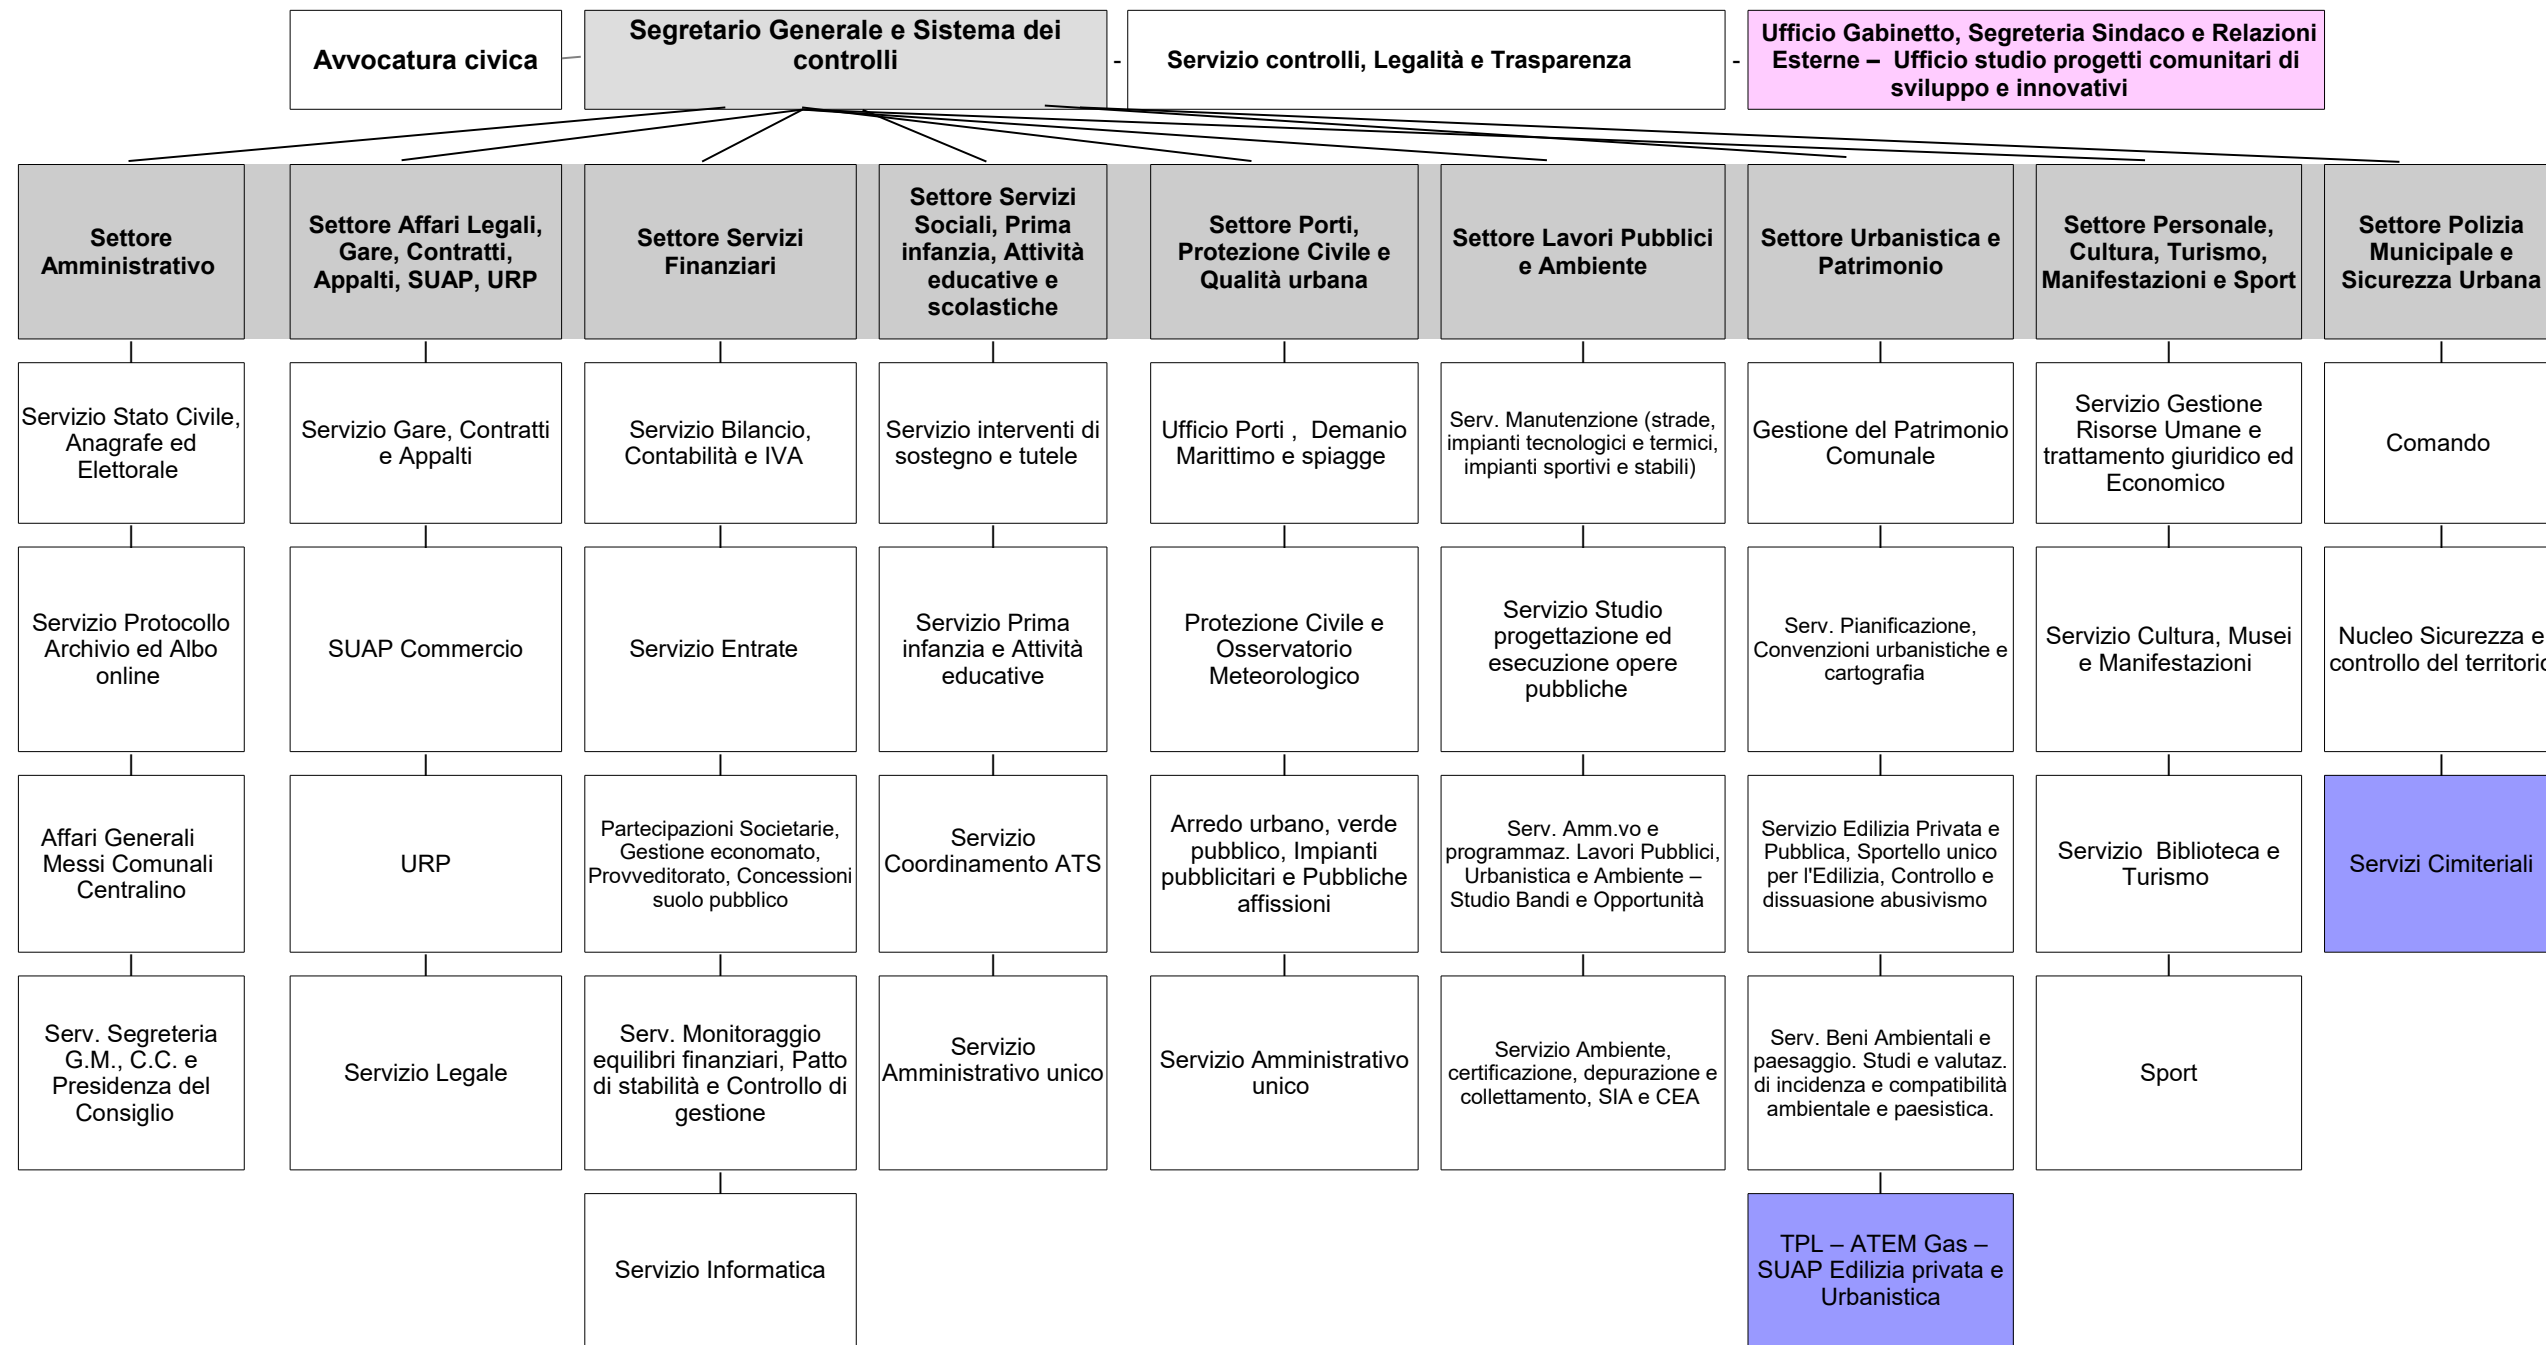 Avvocatura civica
Segretario Generale e Sistema dei
controlli
-
Servizio controlli, Legalità e Trasparenza
-
Ufficio Gabinetto, Segreteria Sindaco e Relazioni
Esterne – Ufficio studio progetti comunitari di
sviluppo e innovativi
Settore
Amministrativo
Settore Affari Legali,
Gare, Contratti,
Appalti, SUAP, URP
Settore Servizi
Finanziari
Settore Servizi
Sociali, Prima
infanzia, Attività
educative e
scolastiche
Settore Porti,
Protezione Civile e
Qualità urbana
Settore Lavori Pubblici
e Ambiente
Settore Urbanistica e
Patrimonio
Settore Personale,
Cultura, Turismo,
Manifestazioni e Sport
Settore Polizia
Municipale e
Sicurezza Urbana
Servizio Stato Civile,
Anagrafe ed
Elettorale
Servizio Gare, Contratti
e Appalti
Servizio Bilancio,
Contabilità e IVA
Servizio interventi di
sostegno e tutele
Ufficio Porti , Demanio
Marittimo e spiagge
Serv. Manutenzione (strade,
impianti tecnologici e termici,
impianti sportivi e stabili)
Gestione del Patrimonio
Comunale
Servizio Gestione
Risorse Umane e
trattamento giuridico ed
Economico
Comando
Servizio Protocollo
Archivio ed Albo
online
SUAP Commercio
Servizio Entrate
Servizio Prima
infanzia e Attività
educative
Protezione Civile e
Osservatorio
Meteorologico
Servizio Studio
progettazione ed
esecuzione opere
pubbliche
Serv. Pianificazione,
Convenzioni urbanistiche e
cartografia
Servizio Cultura, Musei
e Manifestazioni
Nucleo Sicurezza e
controllo del territorio
Affari Generali
Messi Comunali
Centralino
URP
Partecipazioni Societarie,
Gestione economato,
Provveditorato, Concessioni
suolo pubblico
Servizio
Coordinamento ATS
Arredo urbano, verde
pubblico, Impianti
pubblicitari e Pubbliche
affissioni
Serv. Amm.vo e
programmaz. Lavori Pubblici,
Urbanistica e Ambiente –
Studio Bandi e Opportunità
Servizio Edilizia Privata e
Pubblica, Sportello unico
per l'Edilizia, Controllo e
dissuasione abusivismo
Servizio Biblioteca e
Turismo
Servizi Cimiteriali
Serv. Segreteria
G.M., C.C. e
Presidenza del
Consiglio
Servizio Legale
Serv. Monitoraggio
equilibri finanziari, Patto
di stabilità e Controllo di
gestione
Servizio
Amministrativo unico
Servizio Amministrativo
unico
Servizio Ambiente,
certificazione, depurazione e
collettamento, SIA e CEA
Serv. Beni Ambientali e
paesaggio. Studi e valutaz.
di incidenza e compatibilità
ambientale e paesistica.
Sport
Servizio Informatica
TPL – ATEM Gas –
SUAP Edilizia privata e
Urbanistica